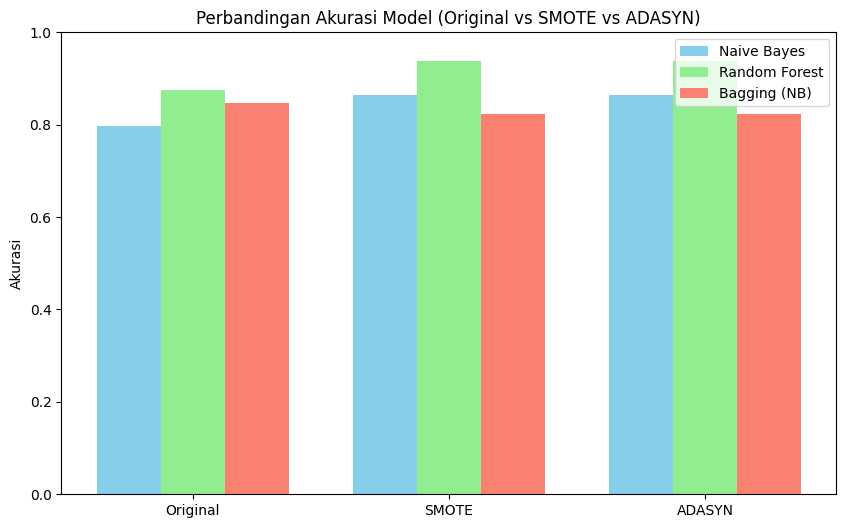 Perbandingan Akurasi Model (Original vs SMOTE vs ADASYN)
1.0
Naive Bayes
Random Forest
Bagging (NB)
0.8
0.6
Akurasi
0.4
0.2
0.0
Original
SMOTE
ADASYN